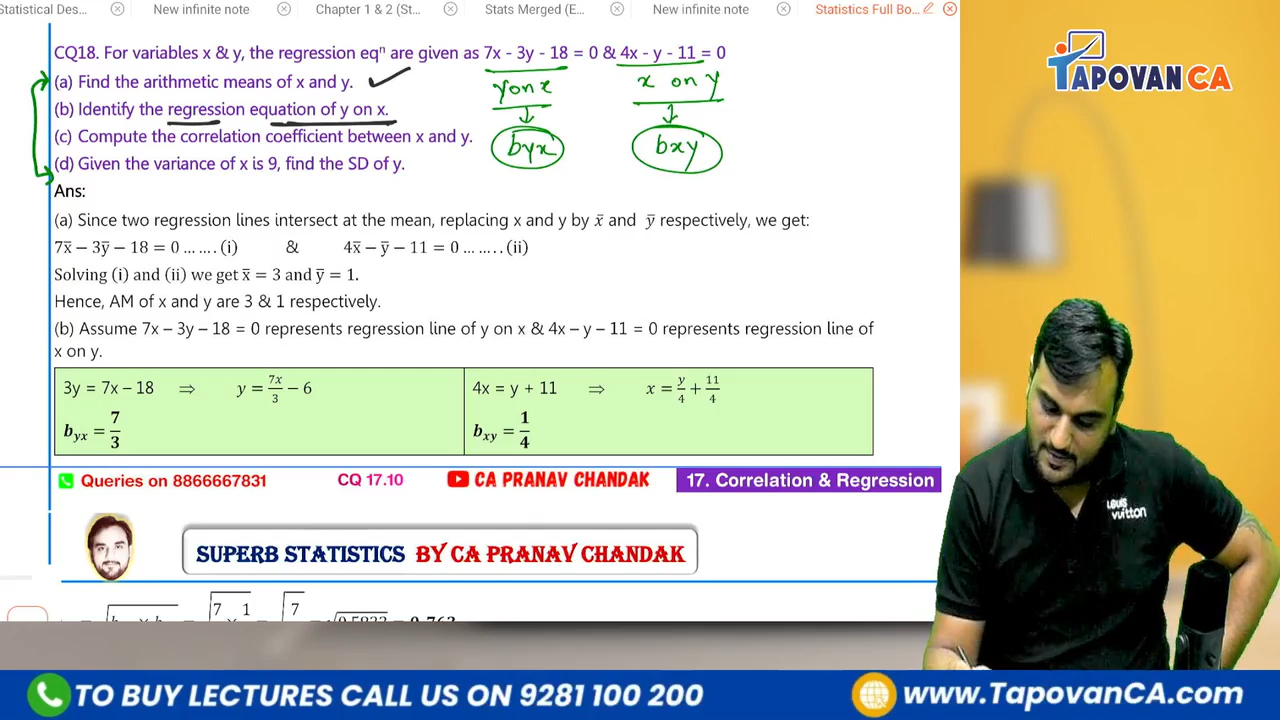 Statistical Des...
New infinite note
Chapter 1 & 2 (St...
Stats Merged (E...
New infinite note
Statistics Full Bo...
TAPOVANCA
CQ18. For variables x & y, the regression eqⁿ are given as 7x - 3y - 18 = 0 & 4x - y - 11 = 0
(a) Find the arithmetic means of x and y.
(b) Identify the regression equation of y on x.
(c) Compute the correlation coefficient between x and y.
(d) Given the variance of x is 9, find the SD of y.
y on x
x on y
byx
bxy
Ans:
(a) Since two regression lines intersect at the mean, replacing x and y by x̄ and ȳ respectively, we get:
7x̄ − 3ȳ − 18 = 0 ... ... (i) & 4x̄ − ȳ − 11 = 0 ... ... . . (ii)
Solving (i) and (ii) we get x̄ = 3 and ȳ = 1.
Hence, AM of x and y are 3 & 1 respectively.
(b) Assume 7x – 3y – 18 = 0 represents regression line of y on x & 4x – y – 11 = 0 represents regression line of
x on y.
3y = 7x – 18 ⇒ y = 7x/3 − 6
4x = y + 11 ⇒ x = y/4 + 11/4
byx = 7/3
bxy = 1/4
Queries on 8866667831
CQ 17.10
CA PRANAV CHANDAK
17. Correlation & Regression
SUPERB STATISTICS BY CA PRANAV CHANDAK
Louis
vuitton
TO BUY LECTURES CALL US ON 9281 100 200
www.TapovanCA.com